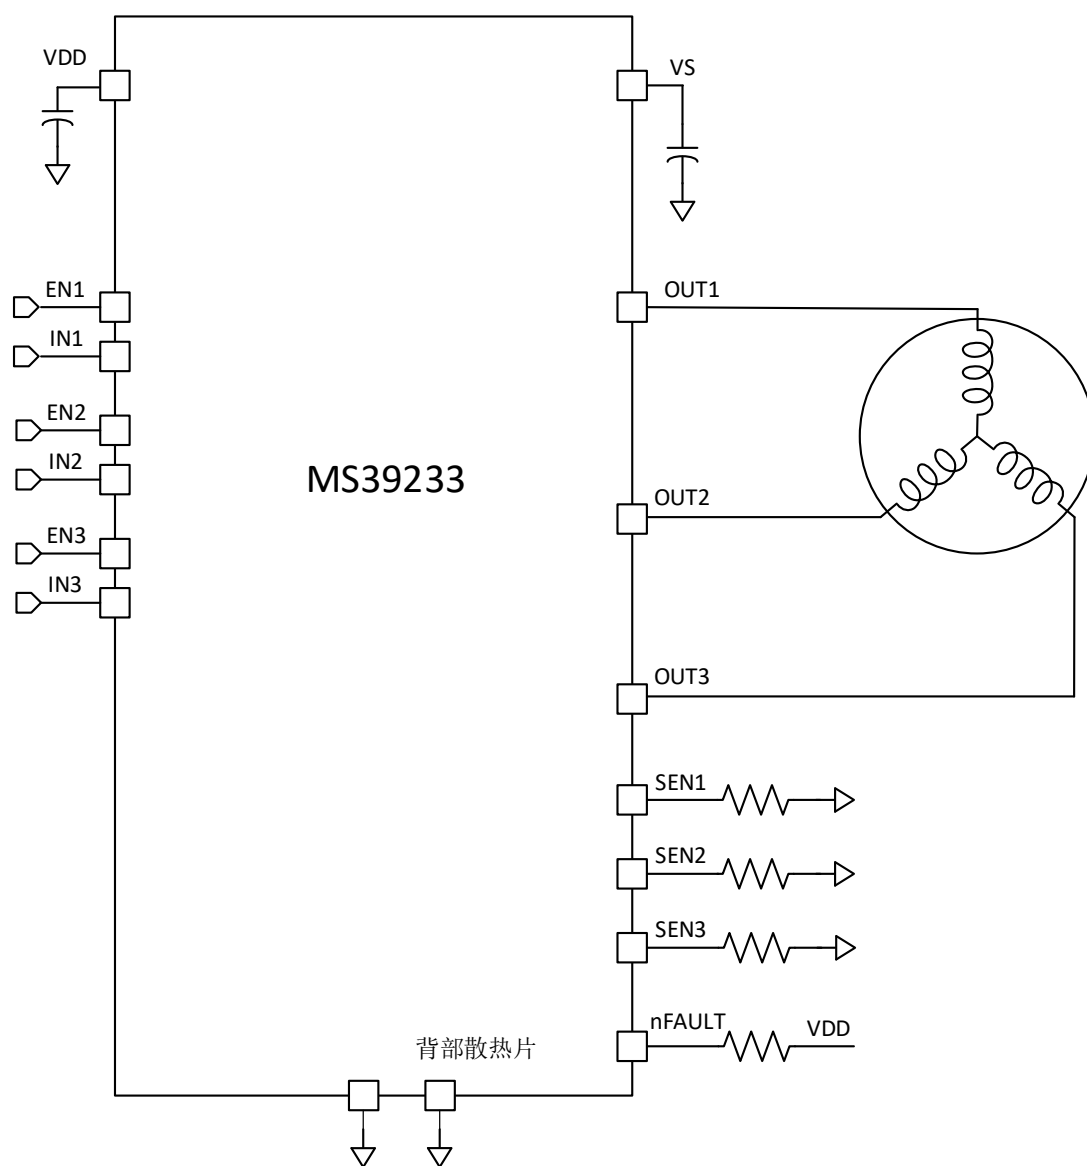 VDD
VS
EN1
OUT1
IN1
EN2
IN2
MS39233
OUT2
EN3
IN3
OUT3
SEN1
SEN2
SEN3
nFAULT
VDD
背部散热片